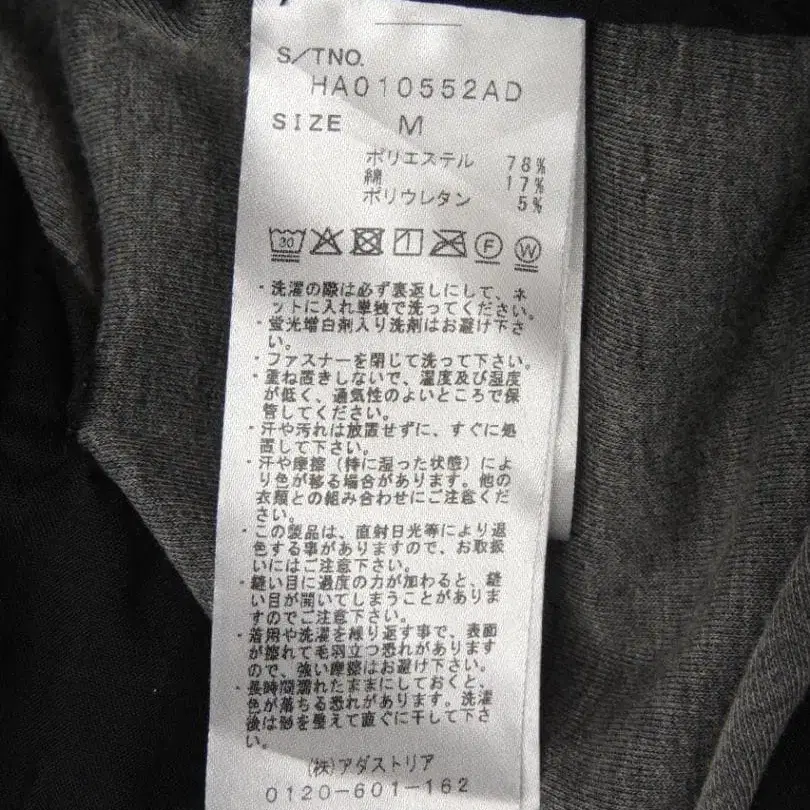 M
S/TNO.
HA010552AD
SIZE M
ポリエステル 78%
綿 17%
ポリウレタン 5%
30
F W
・洗濯の際は必ず裏返しにして、ネ
ットに入れ単独で洗ってください。
・蛍光増白剤入り洗剤はお避け下さ
い。
・ファスナーを閉じて洗って下さい。
・重ね置きしないで、温度及び湿度
が低く、通気性のよいところで保
管してください。
・汗や汚れは放置せずに、すぐに処
置して下さい。
・汗や摩擦(特に湿った状態)によ
り色が移る場合があります。他の
衣類との組み合わせにご注意くだ
さい。
・この製品は、直射日光等により退
色する事がありますので、お取扱
いにはご注意下さい。
・縫い目に過度の力が加わると、縫
い目が開いてしまうことがありま
すのでご注意下さい。
・着用や洗濯を繰り返す事で、表面
が擦れて毛羽立つ恐れがあります
ので、強い摩擦はお避け下さい。
・長時間濡れたままにしておくと、
色が落ちる恐れがあります。洗濯
後は形を整えて直ぐに干して下さ
い。
(株)アダストリア
0120-601-162